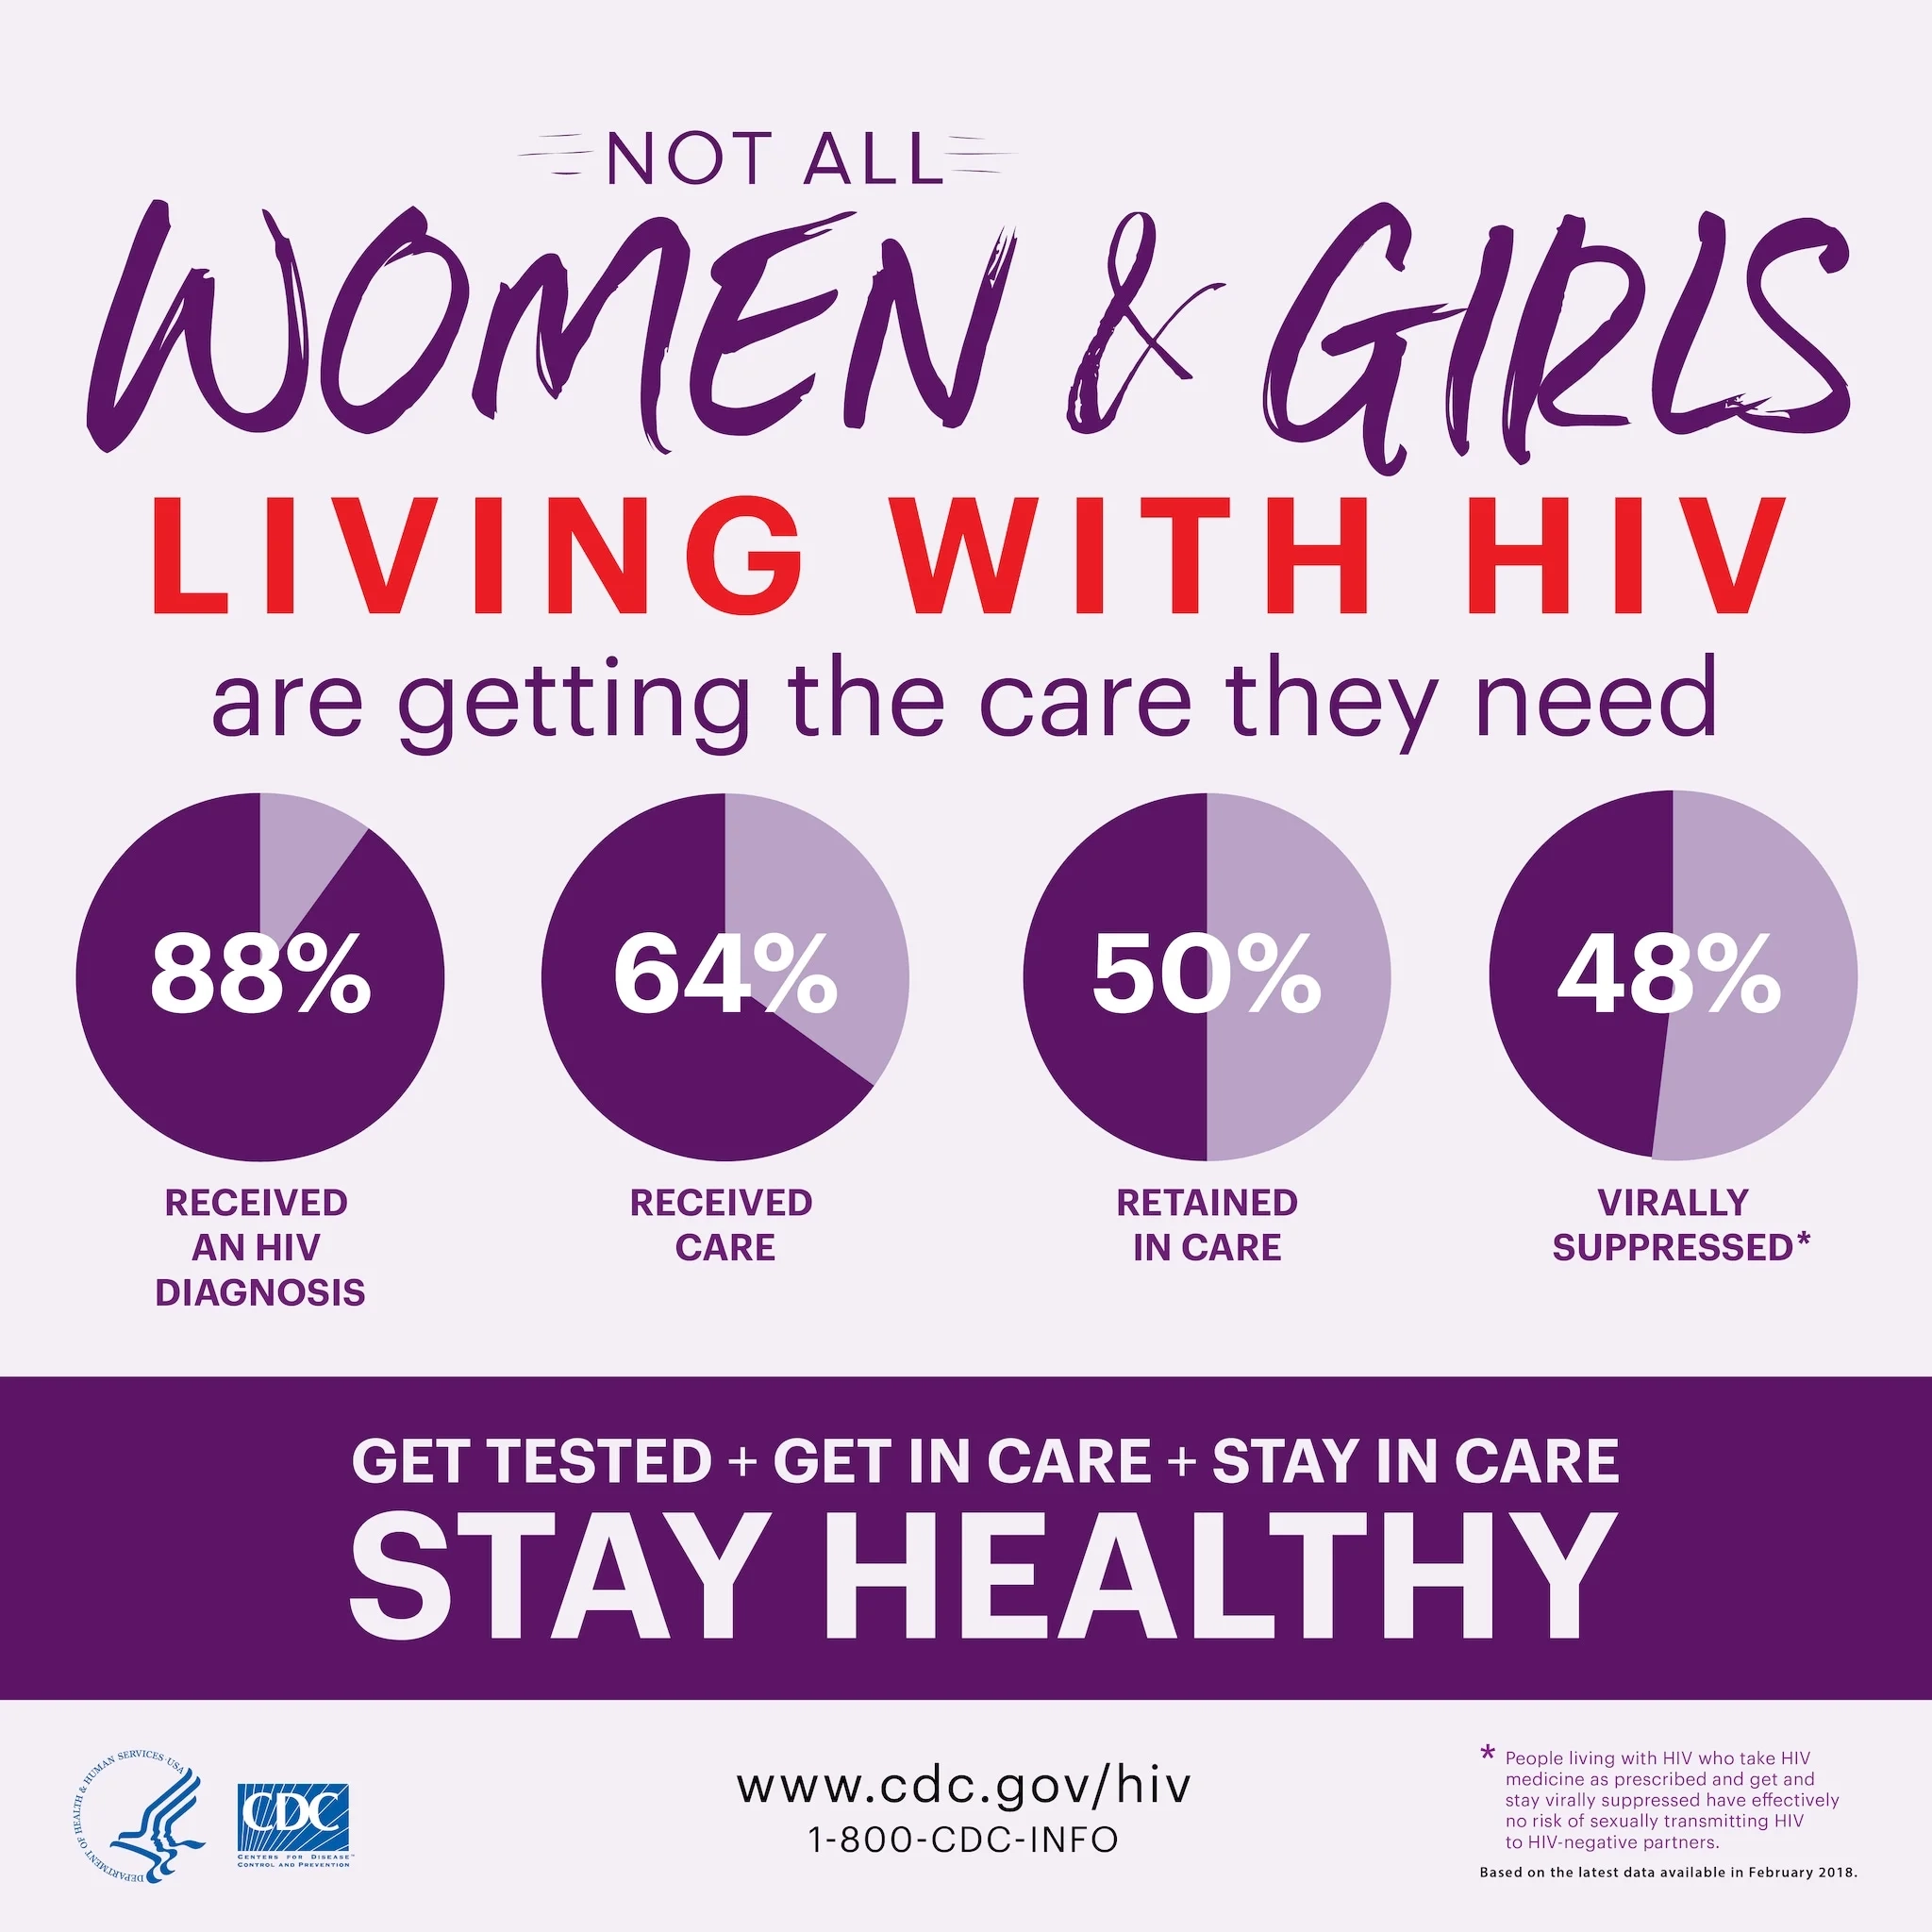 NOT ALL
WOMEN & GIRLS
LIVING WITH HIV
are getting the care they need
88%
64%
50%
48%
RECEIVED
AN HIV
DIAGNOSIS
RECEIVED
CARE
RETAINED
IN CARE
VIRALLY
SUPPRESSED*
GET TESTED + GET IN CARE + STAY IN CARE
STAY HEALTHY
DEPARTMENT OF HEALTH & HUMAN SERVICES·USA
CDC
CENTERS FOR DISEASE™
CONTROL AND PREVENTION
www.cdc.gov/hiv
1-800-CDC-INFO
* People living with HIV who take HIV
medicine as prescribed and get and
stay virally suppressed have effectively
no risk of sexually transmitting HIV
to HIV-negative partners.
Based on the latest data available in February 2018.